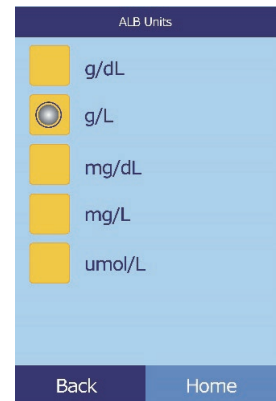 ALB Units
g/dL
g/L
mg/dL
mg/L
umol/L
Back Home